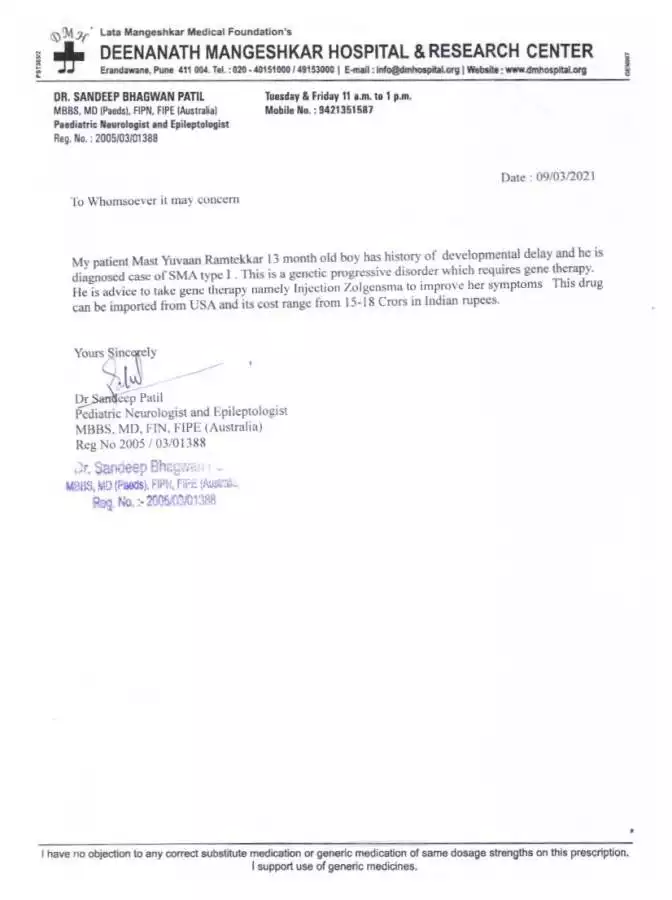 DMH
Lata Mangeshkar Medical Foundation's
DEENANATH MANGESHKAR HOSPITAL & RESEARCH CENTER
Erandawane, Pune 411 004. Tel. : 020 - 40151000 / 49153000 | E-mail : info@dmhospital.org | Website : www.dmhospital.org
DR. SANDEEP BHAGWAN PATIL
MBBS, MD (Paeds), FIPN, FIPE (Australia)
Paediatric Neurologist and Epileptologist
Reg. No. : 2005/03/01388
Tuesday & Friday 11 a.m. to 1 p.m.
Mobile No. : 9421351587
Date : 09/03/2021
To Whomsoever it may concern
My patient Mast Yuvaan Ramtekkar 13 month old boy has history of developmental delay and he is
diagnosed case of SMA type I . This is a genetic progressive disorder which requires gene therapy.
He is advice to take gene therapy namely Injection Zolgensma to improve her symptoms This drug
can be imported from USA and its cost range from 15-18 Crors in Indian rupees.
Yours Sincerely
Dr Sandeep Patil
Pediatric Neurologist and Epileptologist
MBBS, MD, FIN, FIPE (Australia)
Reg No 2005 / 03/01388
Dr. Sandeep Bhagwan
MBBS, MD (Paeds), FIPN, FIPE
Reg. No. :- 2005/03/01388
I have no objection to any correct substitute medication or generic medication of same dosage strengths on this prescription.
I support use of generic medicines.